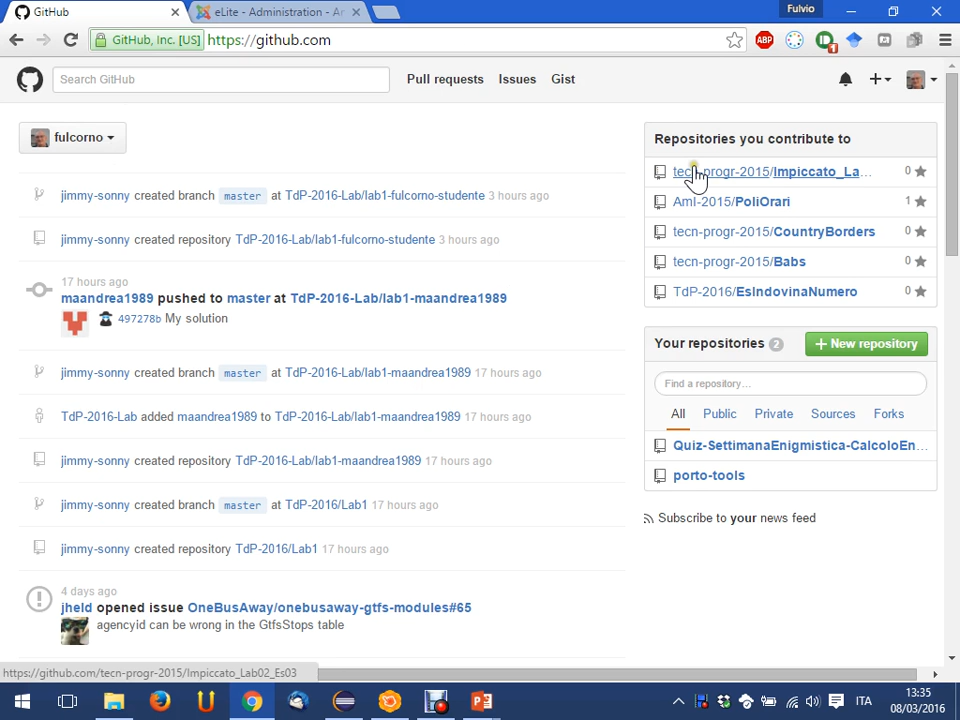 GitHub
eLite - Administration - Ar
Fulvio
GitHub, Inc. [US]
https://github.com
ABP
1
Search GitHub
Pull requests
Issues
Gist
fulcorno
jimmy-sonny created branch master at TdP-2016-Lab/lab1-fulcorno-studente 3 hours ago
jimmy-sonny created repository TdP-2016-Lab/lab1-fulcorno-studente 3 hours ago
17 hours ago
maandrea1989 pushed to master at TdP-2016-Lab/lab1-maandrea1989
497278b My solution
jimmy-sonny created branch master at TdP-2016-Lab/lab1-maandrea1989 17 hours ago
TdP-2016-Lab added maandrea1989 to TdP-2016-Lab/lab1-maandrea1989 17 hours ago
jimmy-sonny created repository TdP-2016-Lab/lab1-maandrea1989 17 hours ago
jimmy-sonny created branch master at TdP-2016/Lab1 17 hours ago
jimmy-sonny created repository TdP-2016/Lab1 17 hours ago
4 days ago
jheld opened issue OneBusAway/onebusaway-gtfs-modules#65
agencyid can be wrong in the GtfsStops table
Repositories you contribute to
tecn-progr-2015/Impiccato_La... 0
AmI-2015/PoliOrari 1
tecn-progr-2015/CountryBorders 0
tecn-progr-2015/Babs 0
TdP-2016/EsIndovinaNumero 0
Your repositories 2
New repository
Find a repository...
All
Public
Private
Sources
Forks
Quiz-SettimanaEnigmistica-CalcoloEn...
porto-tools
Subscribe to your news feed
https://github.com/tecn-progr-2015/Impiccato_Lab02_Es03
ITA
13:35
08/03/2016